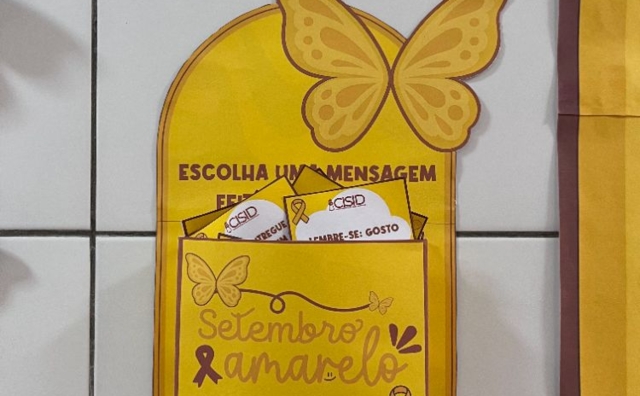 ESCOLHA UMA MENSAGEM
CISID
CISID
LEMBRE-SE: GOSTO
Setembro
amarelo